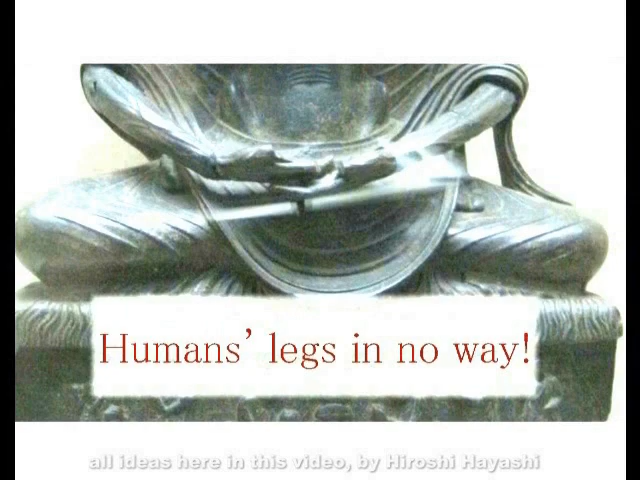 Humans’ legs in no way!
all ideas here in this video, by Hiroshi Hayashi